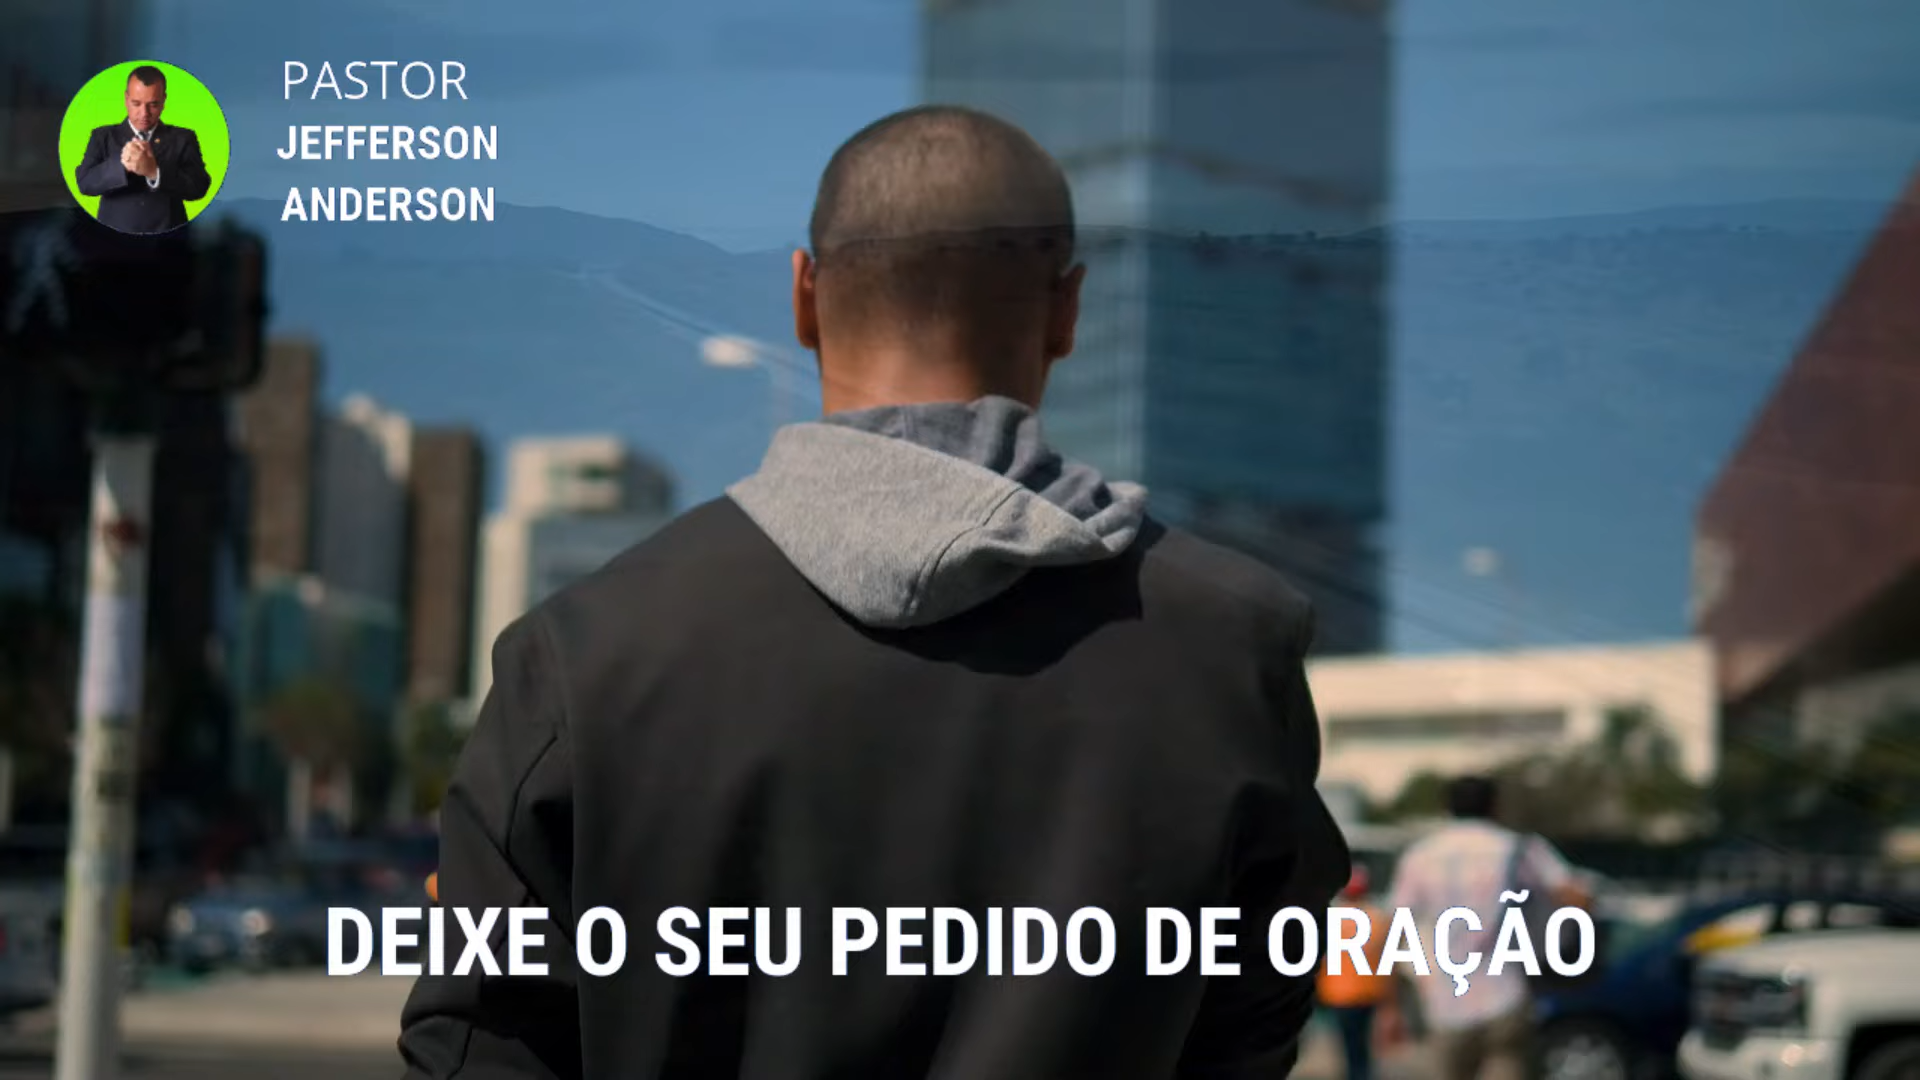 PASTOR
JEFFERSON
ANDERSON
DEIXE O SEU PEDIDO DE ORAÇÃO